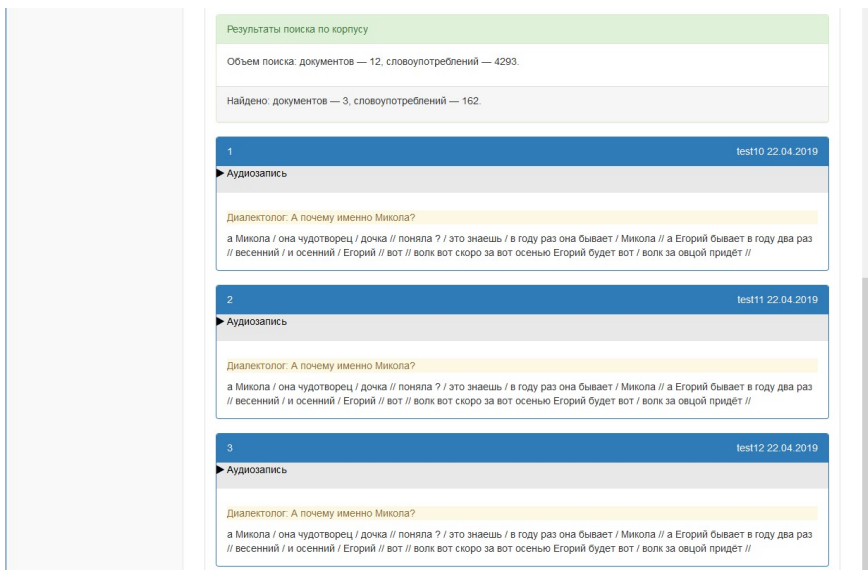 Результаты поиска по корпусу
Объем поиска: документов — 12, словоупотреблений — 4293.
Найдено: документов — 3, словоупотреблений — 162.
1 test10 22.04.2019
▶ Аудиозапись
Диалектолог: А почему именно Микола?
а Микола / она чудотворец / дочка // поняла ? / это знаешь / в году раз она бывает / Микола // а Егорий бывает в году два раз
// весенний / и осенний / Егорий // вот // волк вот скоро за вот осенью Егорий будет вот / волк за овцой придёт //
2 test11 22.04.2019
▶ Аудиозапись
Диалектолог: А почему именно Микола?
а Микола / она чудотворец / дочка // поняла ? / это знаешь / в году раз она бывает / Микола // а Егорий бывает в году два раз
// весенний / и осенний / Егорий // вот // волк вот скоро за вот осенью Егорий будет вот / волк за овцой придёт //
3 test12 22.04.2019
▶ Аудиозапись
Диалектолог: А почему именно Микола?
а Микола / она чудотворец / дочка // поняла ? / это знаешь / в году раз она бывает / Микола // а Егорий бывает в году два раз
// весенний / и осенний / Егорий // вот // волк вот скоро за вот осенью Егорий будет вот / волк за овцой придёт //